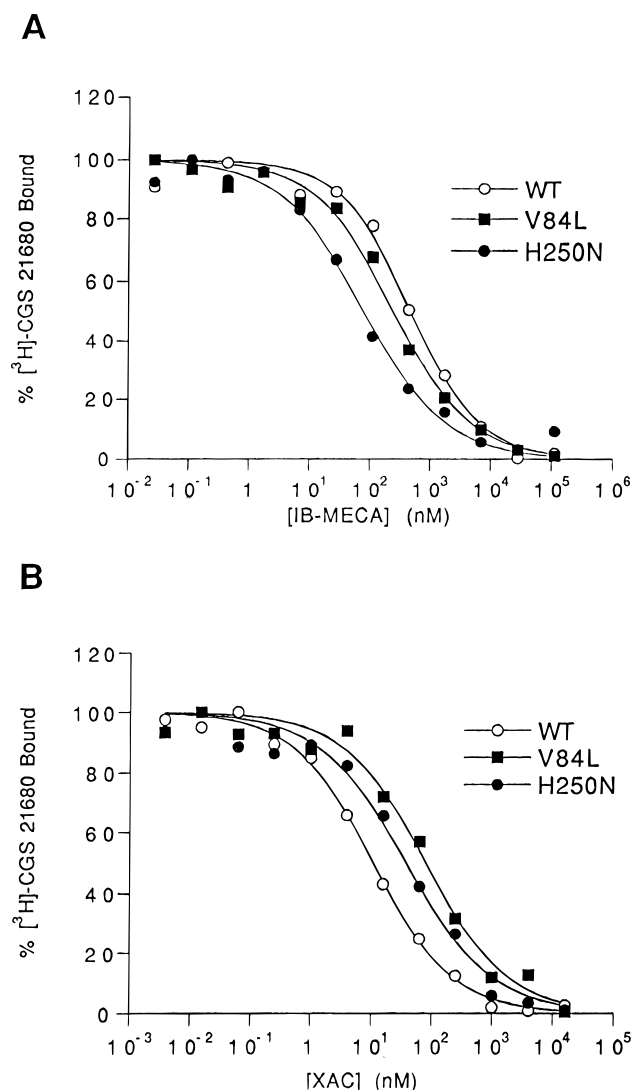 A
% [³H]-CGS 21680 Bound
120
100
80
60
40
20
0
WT
V84L
H250N
10⁻² 10⁻¹ 1 10¹ 10² 10³ 10⁴ 10⁵ 10⁶
[IB-MECA] (nM)
B
% [³H]-CGS 21680 Bound
120
100
80
60
40
20
0
WT
V84L
H250N
10⁻³ 10⁻² 10⁻¹ 1 10¹ 10² 10³ 10⁴ 10⁵
[XAC] (nM)